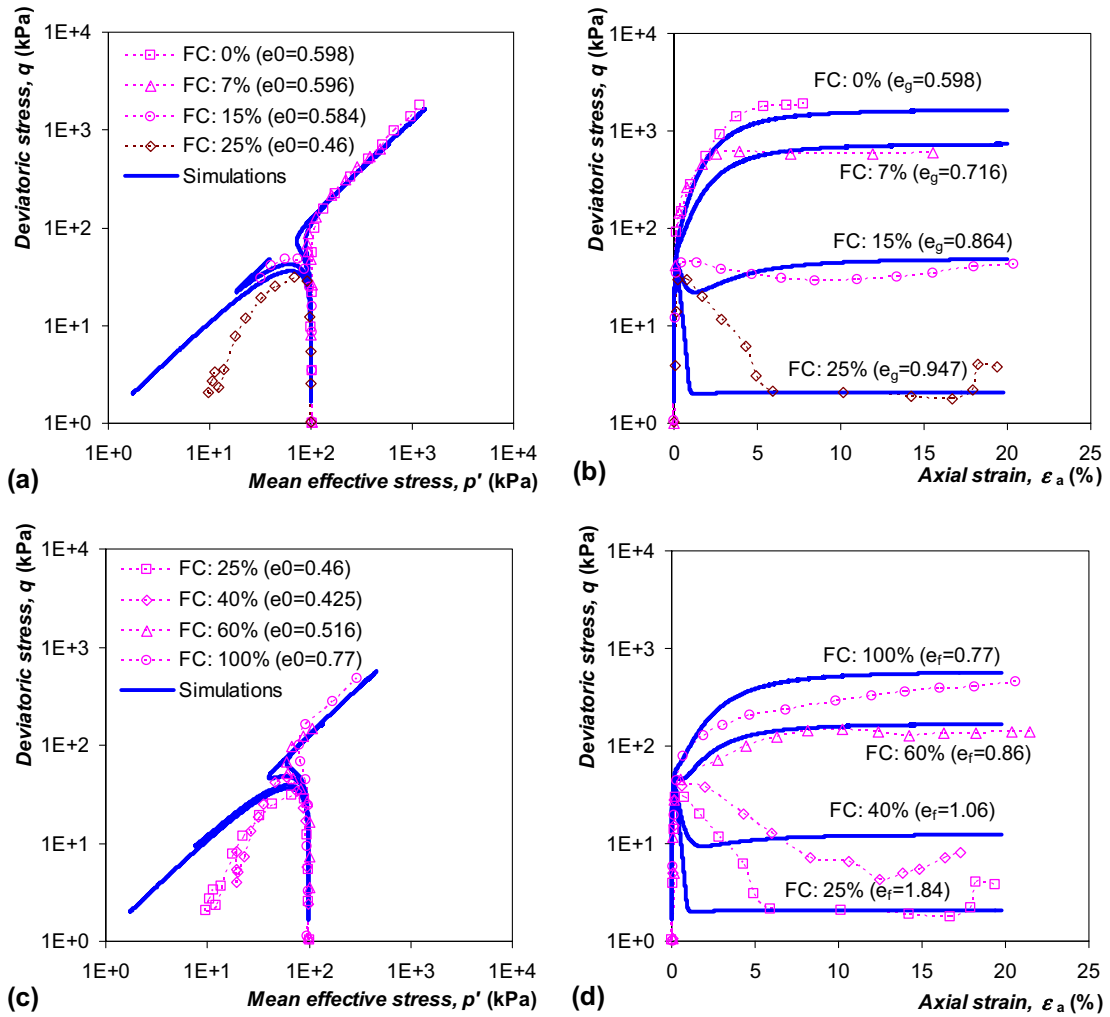 1E+4
1E+3
1E+2
1E+1
1E+0
1E+0 1E+1 1E+2 1E+3 1E+4
Deviatoric stress, q (kPa)
Mean effective stress, p' (kPa)
FC: 0% (e0=0.598)
FC: 7% (e0=0.596)
FC: 15% (e0=0.584)
FC: 25% (e0=0.46)
Simulations
(a)
1E+4
1E+3
1E+2
1E+1
1E+0
0 5 10 15 20 25
Deviatoric stress, q (kPa)
Axial strain, ε a (%)
FC: 0% (eg=0.598)
FC: 7% (eg=0.716)
FC: 15% (eg=0.864)
FC: 25% (eg=0.947)
(b)
1E+4
1E+3
1E+2
1E+1
1E+0
1E+0 1E+1 1E+2 1E+3 1E+4
Deviatoric stress, q (kPa)
Mean effective stress, p' (kPa)
FC: 25% (e0=0.46)
FC: 40% (e0=0.425)
FC: 60% (e0=0.516)
FC: 100% (e0=0.77)
Simulations
(c)
1E+4
1E+3
1E+2
1E+1
1E+0
0 5 10 15 20 25
Deviatoric stress, q (kPa)
Axial strain, ε a (%)
FC: 100% (ef=0.77)
FC: 60% (ef=0.86)
FC: 40% (ef=1.06)
FC: 25% (ef=1.84)
(d)